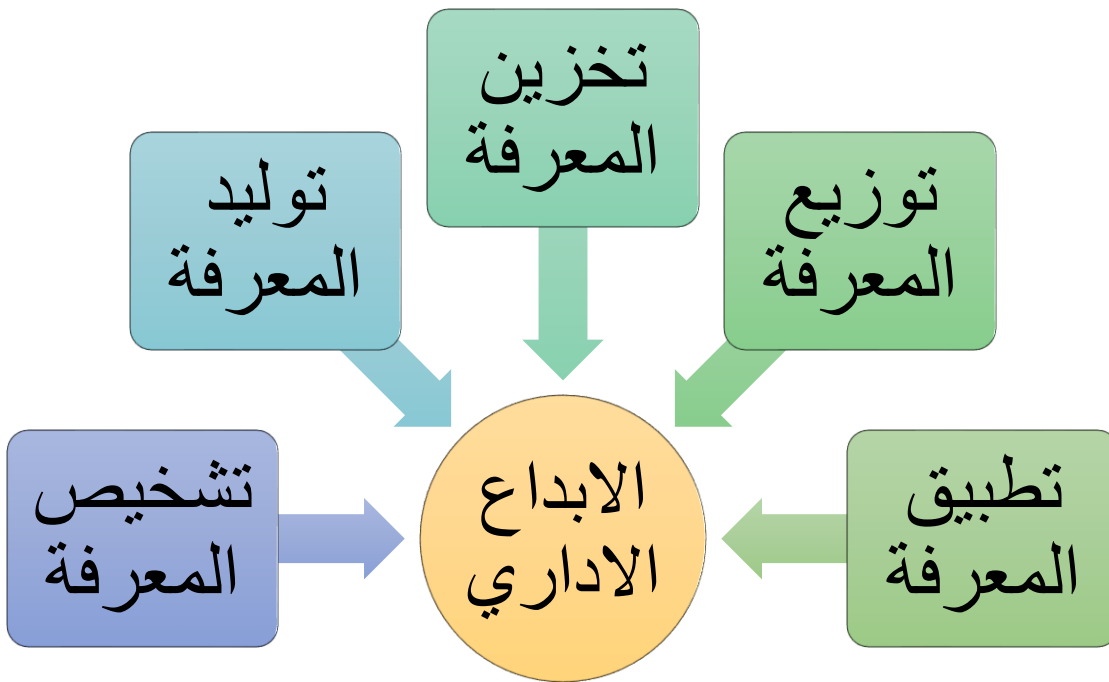 تخزين
المعرفة
توليد
المعرفة
توزيع
المعرفة
تشخيص
المعرفة
الابداع
الاداري
تطبيق
المعرفة